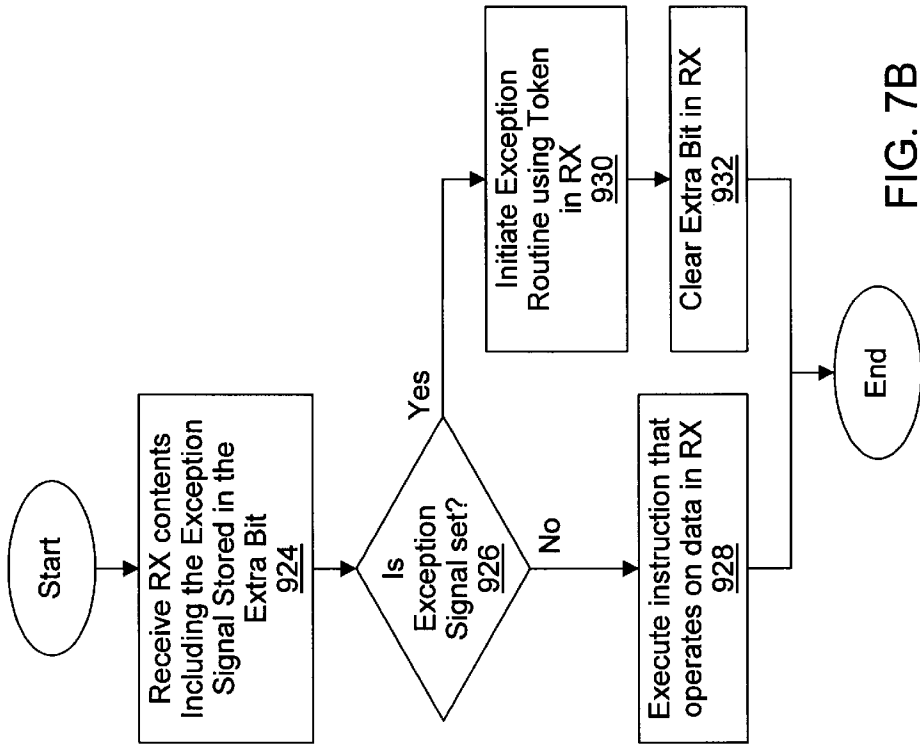 Start
Receive RX contents
Including the Exception
Signal Stored in the
Extra Bit
924
Is
Exception
Signal set?
926
Yes
No
Initiate Exception
Routine using Token
in RX
930
Clear Extra Bit in RX
932
Execute instruction that
operates on data in RX
928
End
FIG. 7B